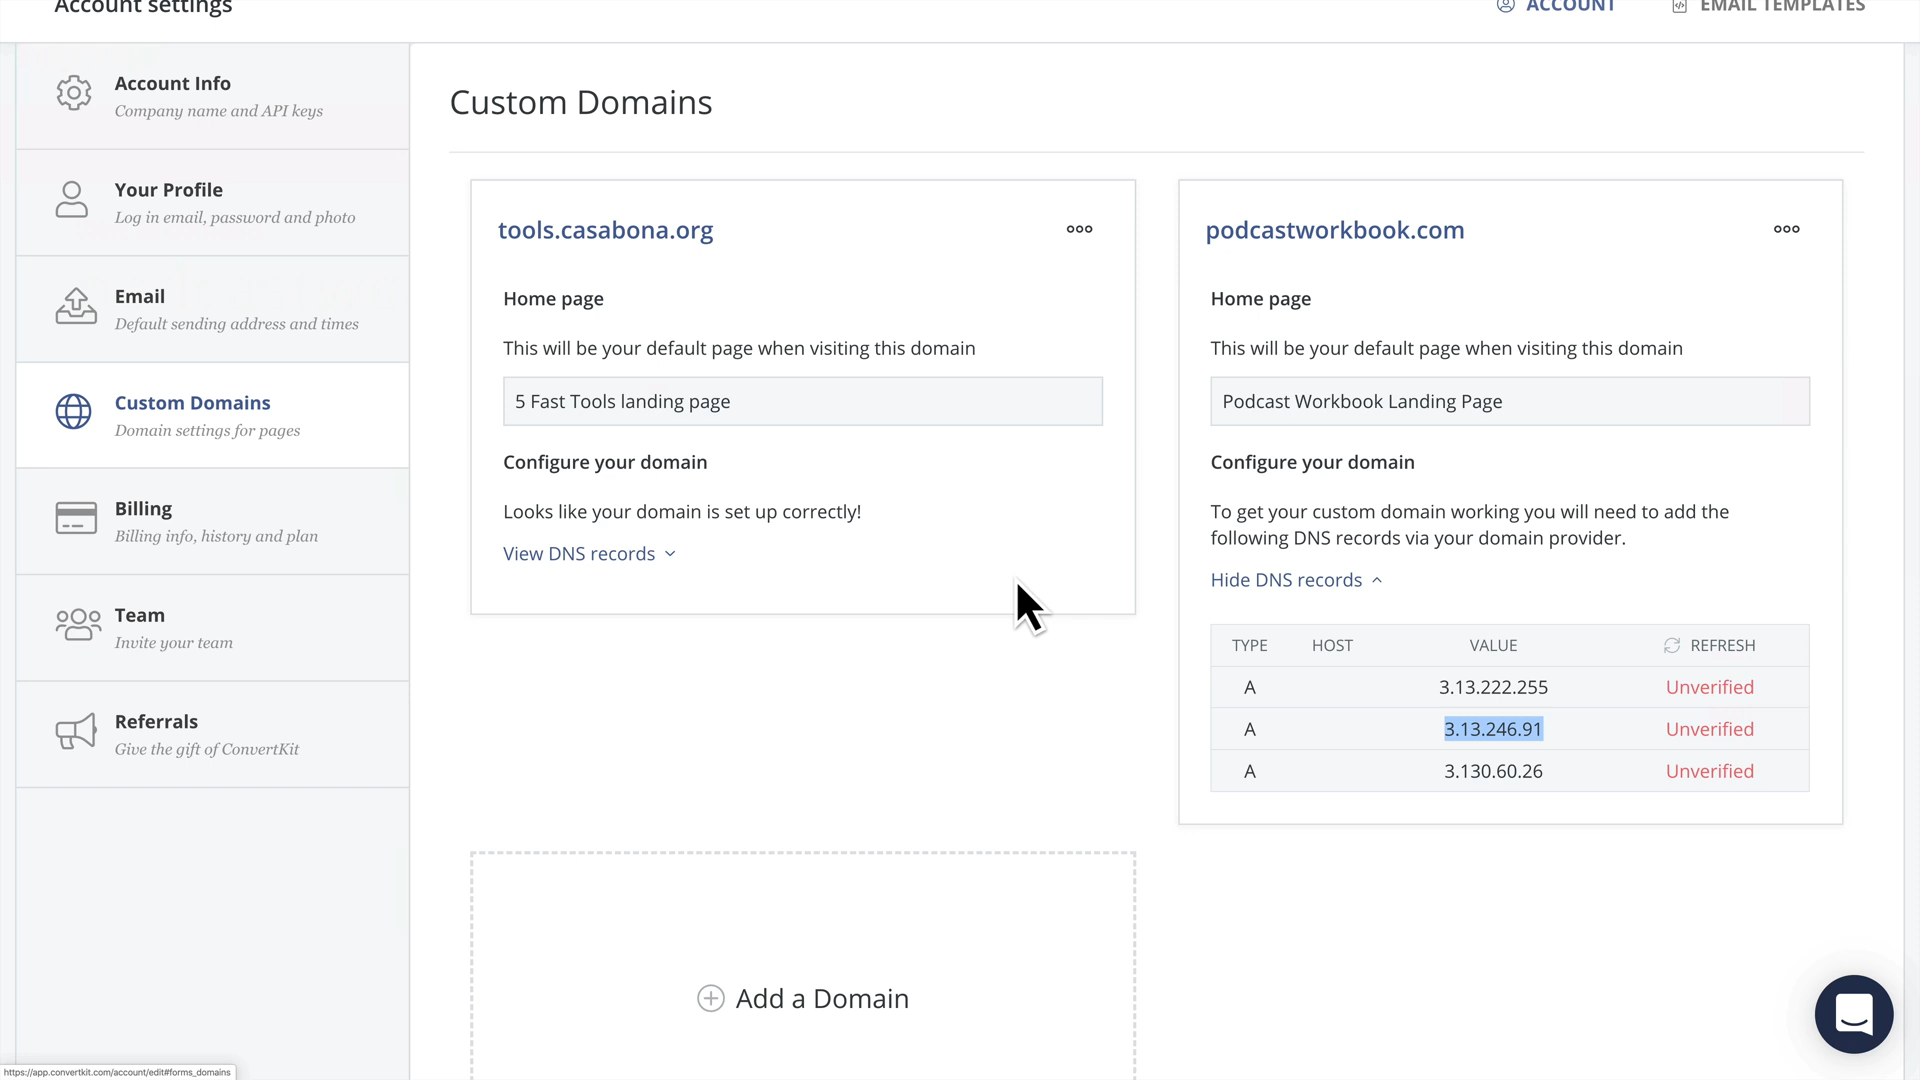 Account settings
ACCOUNT
EMAIL TEMPLATES
Account Info
Company name and API keys
Your Profile
Log in email, password and photo
Email
Default sending address and times
Custom Domains
Domain settings for pages
Billing
Billing info, history and plan
Team
Invite your team
Referrals
Give the gift of ConvertKit
Custom Domains
tools.casabona.org
Home page
This will be your default page when visiting this domain
5 Fast Tools landing page
Configure your domain
Looks like your domain is set up correctly!
View DNS records
podcastworkbook.com
Home page
This will be your default page when visiting this domain
Podcast Workbook Landing Page
Configure your domain
To get your custom domain working you will need to add the
following DNS records via your domain provider.
Hide DNS records
TYPE HOST VALUE REFRESH
A 3.13.222.255 Unverified
A 3.13.246.91 Unverified
A 3.130.60.26 Unverified
Add a Domain
https://app.convertkit.com/account/edit#forms_domains